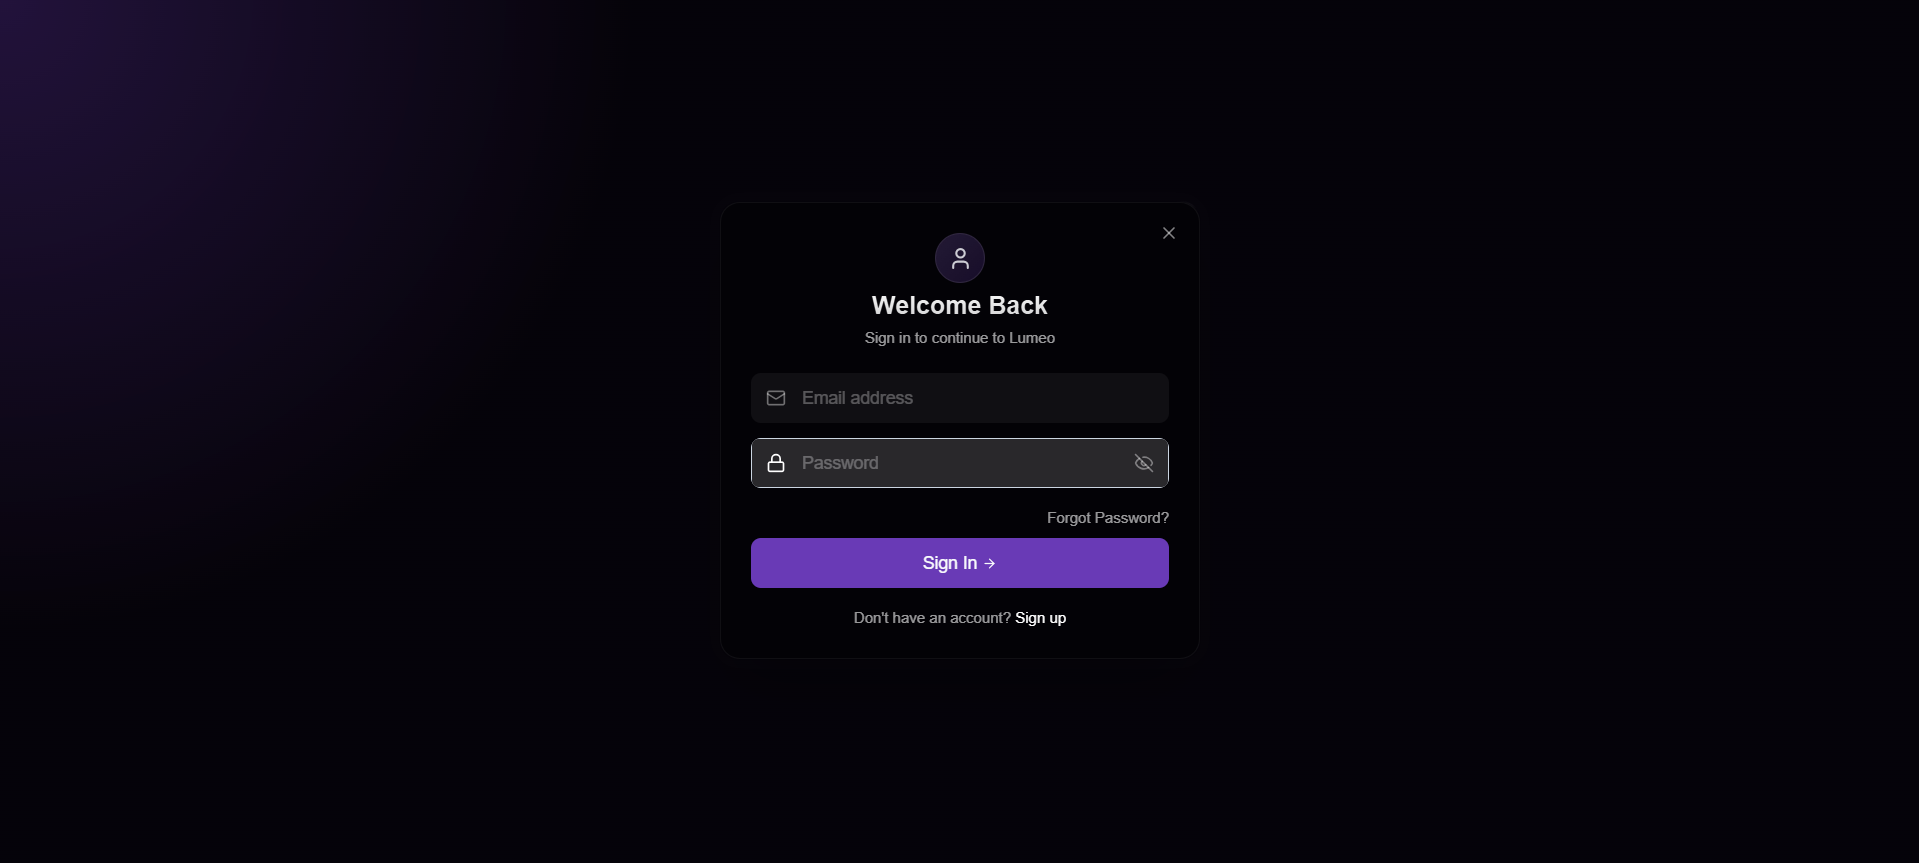 Welcome Back
Sign in to continue to Lumeo
Email address
Password
Forgot Password?
Sign In →
Don't have an account? Sign up